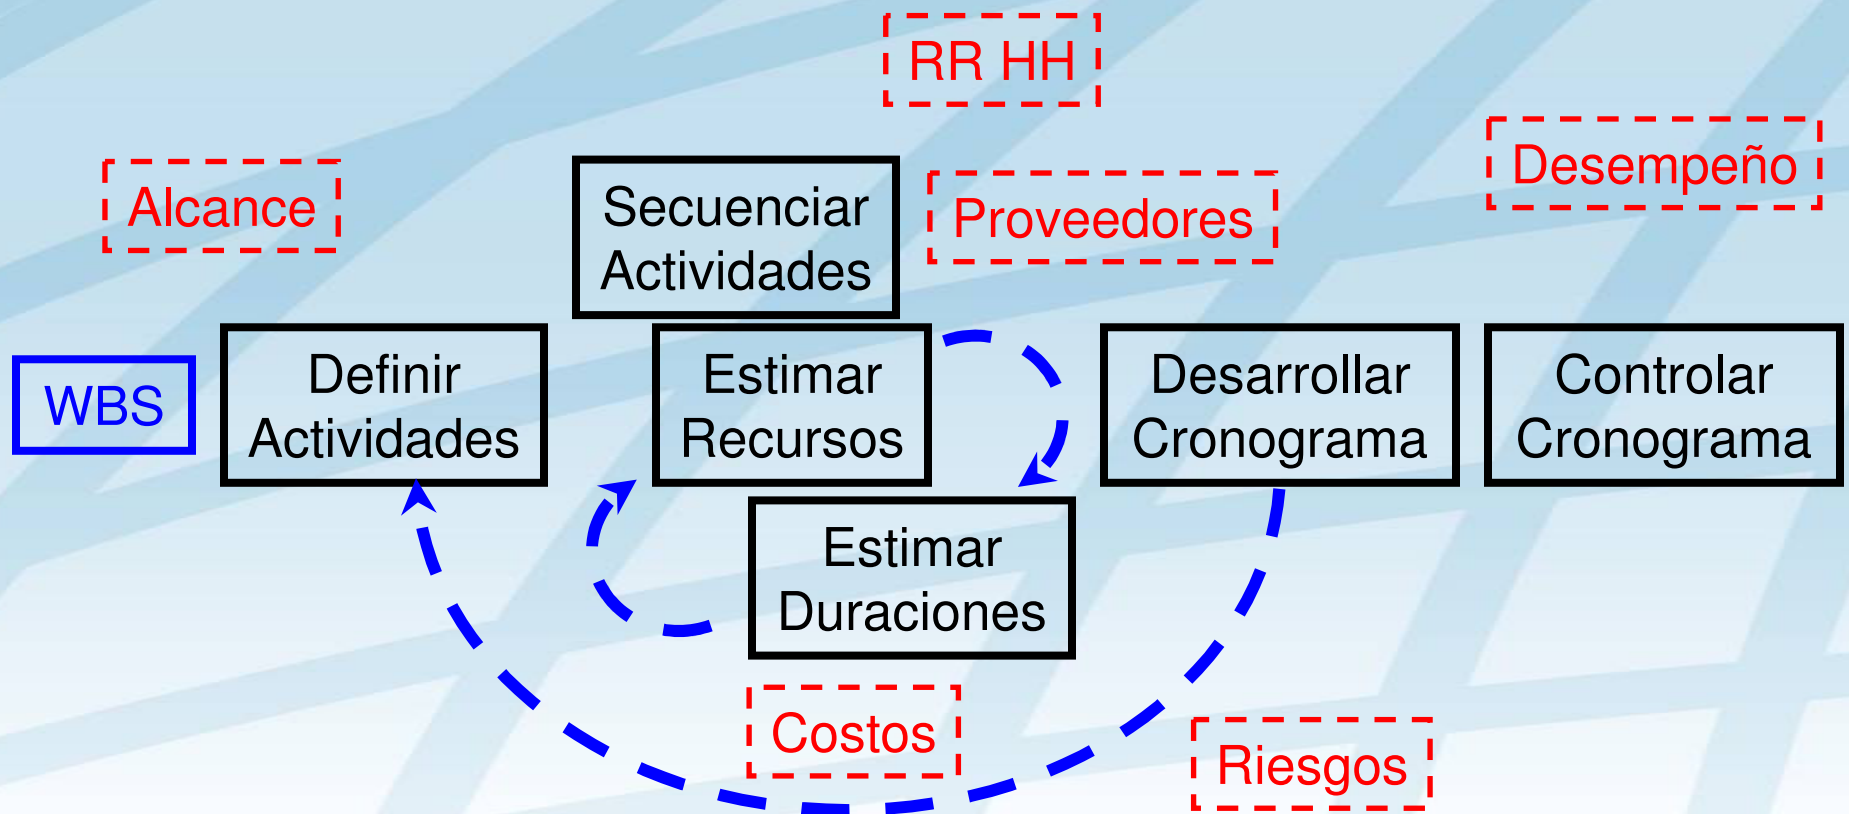 RR HH
Desempeño
Alcance
Secuenciar
Actividades
Proveedores
WBS
Definir
Actividades
Estimar
Recursos
Desarrollar
Cronograma
Controlar
Cronograma
Estimar
Duraciones
Costos
Riesgos